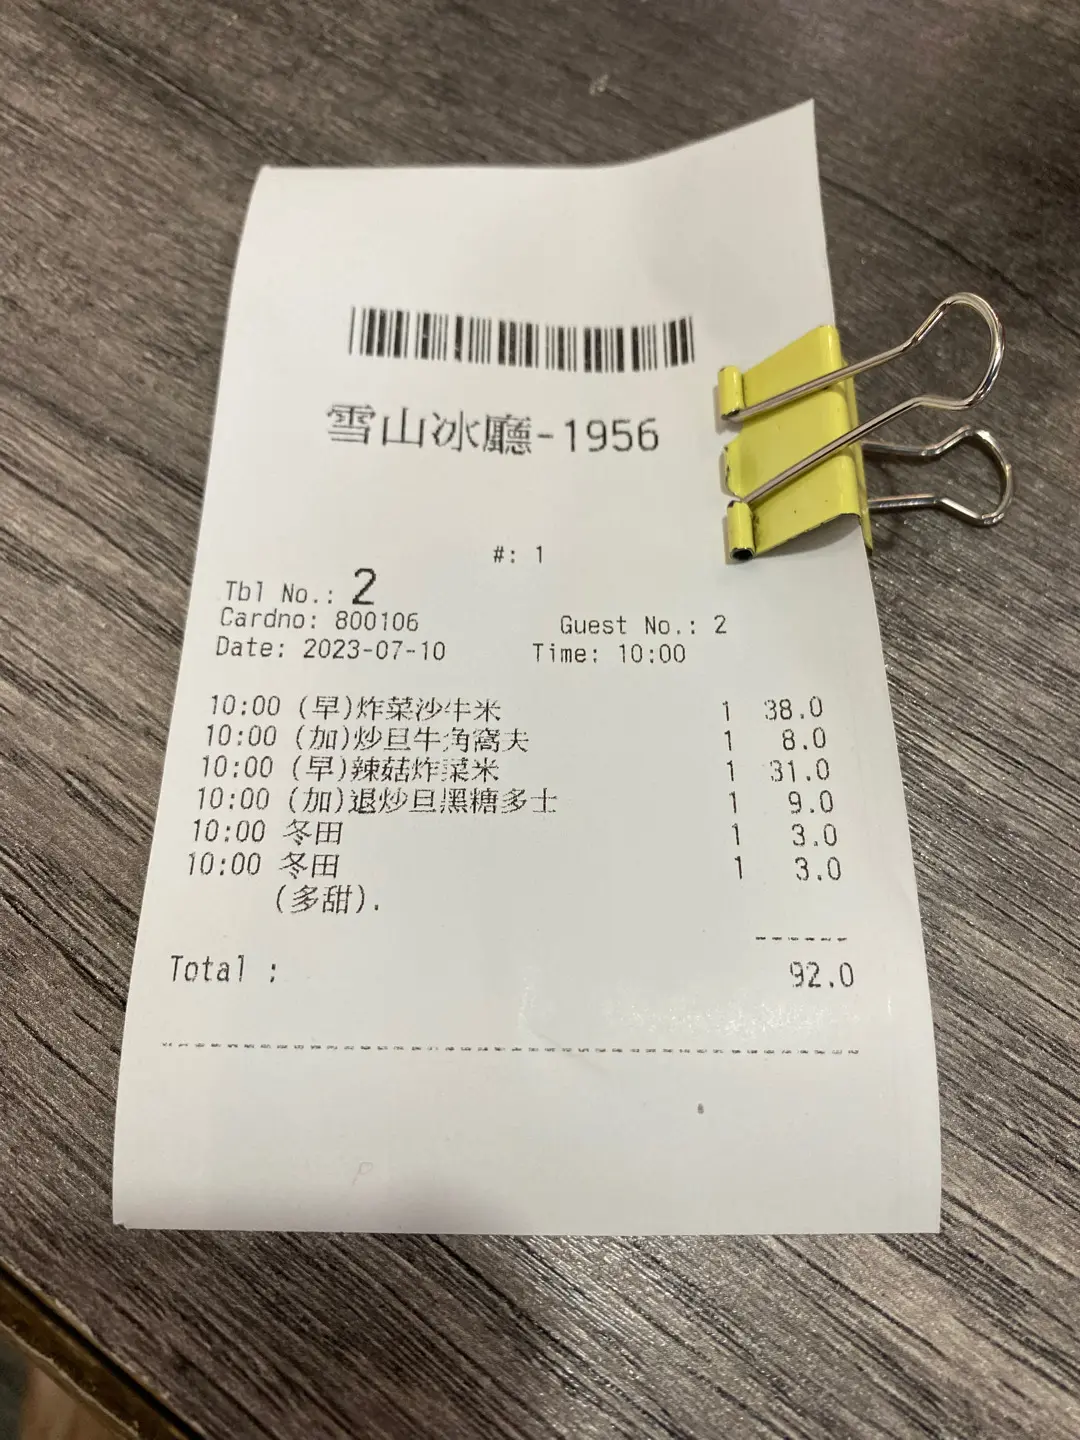 雪山冰廳-1956
#: 1
Tbl No.: 2
Cardno: 800106 Guest No.: 2
Date: 2023-07-10 Time: 10:00
10:00 (早)炸菜沙牛米 1 38.0
10:00 (加)炒旦牛角窩夫 1 8.0
10:00 (早)辣菇炸菜米 1 31.0
10:00 (加)退炒旦黑糖多士 1 9.0
10:00 冬田 1 3.0
10:00 冬田 1 3.0
(多甜).
Total : 92.0